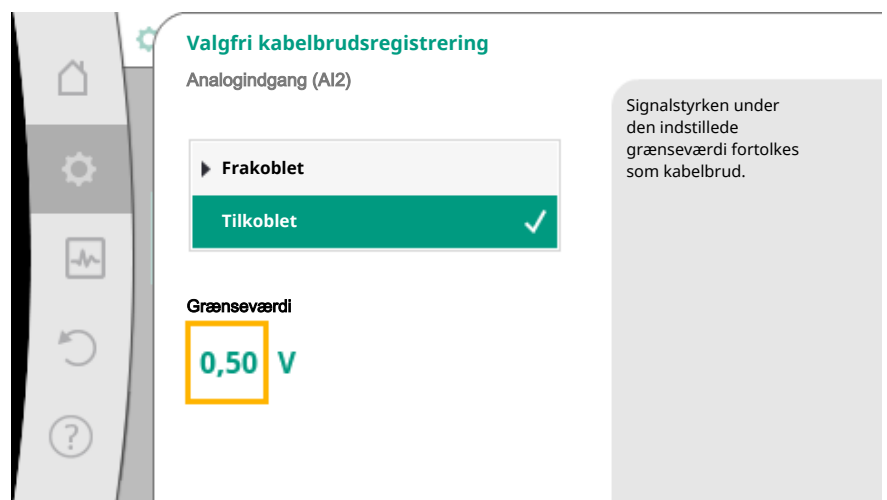 Valgfri kabelbrudsregistrering
Analogindgang (AI2)
Frakoblet
Tilkoblet
Grænseværdi
0,50 V
Signalstyrken under
den indstillede
grænseværdi fortolkes
som kabelbrud.
?